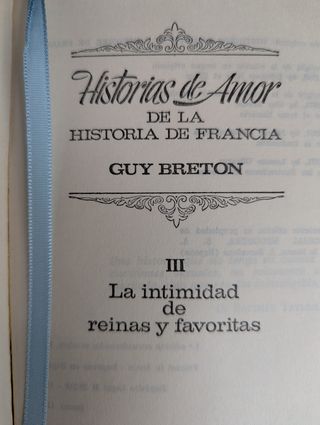 Historias de Amor
DE LA
HISTORIA DE FRANCIA
GUY BRETON
III
La intimidad
de
reinas y favoritas